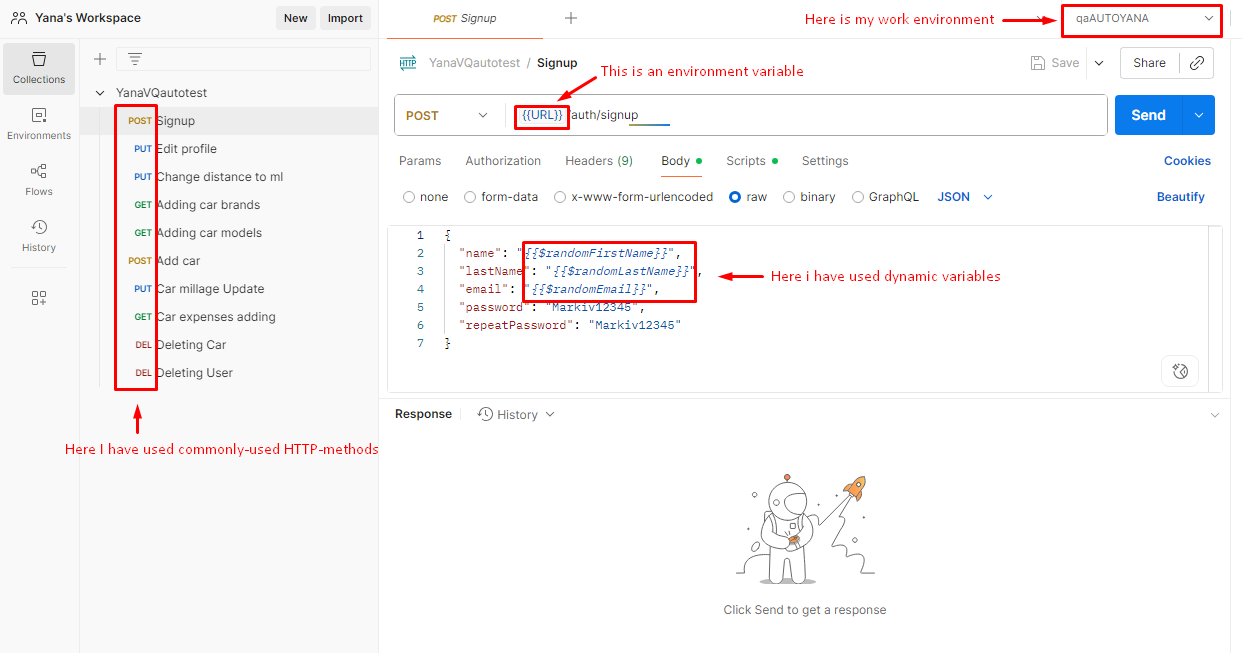 Yana's Workspace
New
Import
POST Signup
Here is my work environment
qaAUTOYANA
Collections
Environments
Flows
History
YanaVQautotest
POST Signup
PUT Edit profile
PUT Change distance to ml
GET Adding car brands
GET Adding car models
POST Add car
PUT Car millage Update
GET Car expenses adding
DEL Deleting Car
DEL Deleting User
Here I have used commonly-used HTTP-methods
HTTP
YanaVQautotest / Signup
Save
Share
This is an environment variable
POST
{{URL}} /auth/signup
Send
Params
Authorization
Headers (9)
Body
Scripts
Settings
Cookies
none
form-data
x-www-form-urlencoded
raw
binary
GraphQL
JSON
Beautify
1 {
2 "name": "{{$randomFirstName}}",
3 "lastName": "{{$randomLastName}}",
4 "email": "{{$randomEmail}}",
5 "password": "Markiv12345",
6 "repeatPassword": "Markiv12345"
7 }
Here i have used dynamic variables
Response
History
Click Send to get a response